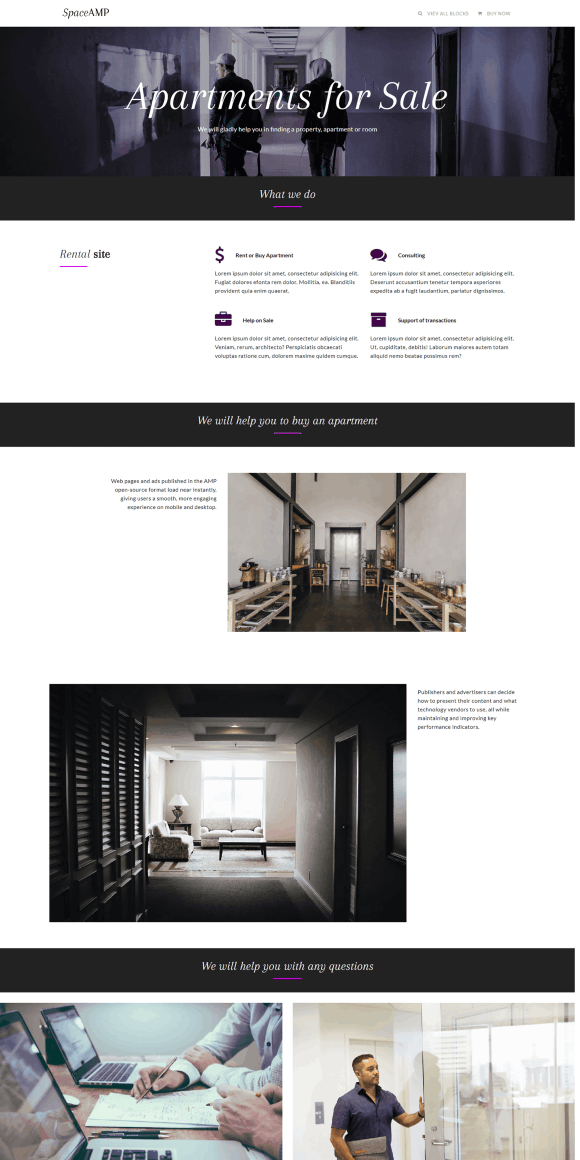 SpaceAMP
VIEW ALL BLOCKS
BUY NOW
Apartments for Sale
We will gladly help you in finding a property, apartment or room
What we do
Rental site
Rent or Buy Apartment
Lorem ipsum dolor sit amet, consectetur adipisicing elit.
Fugiat dolores efonta rem dolor. Mollitia, ea. Blanditiis
provident quia enim quaerat.
Consulting
Lorem ipsum dolor sit amet, consectetur adipisicing elit.
Deserunt accusantium tenetur tempora asperiores
expedita ab a fugit laudantium, pariatur dignissimos.
Help on Sale
Lorem ipsum dolor sit amet, consectetur adipisicing elit.
Veniam, rerum, architecto? Perspiciatis obcaecati
voluptas ratione cum, dolorem maxime quidem cumque.
Support of transactions
Lorem ipsum dolor sit amet, consectetur adipisicing elit.
Ut, cupiditate, debitis! Laborum maiores autem totam
aliquid nemo beatae possimus rem?
We will help you to buy an apartment
Web pages and ads published in the AMP
open-source format load near instantly,
giving users a smooth, more engaging
experience on mobile and desktop.
Publishers and advertisers can decide
how to present their content and what
technology vendors to use, all while
maintaining and improving key
performance indicators.
We will help you with any questions